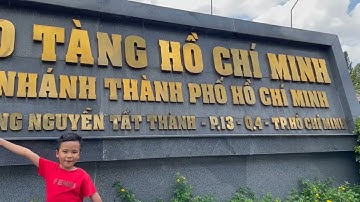 O TÀNG HỒ CHÍ MINH
NHÁNH THÀNH PHỐ HỒ CHÍ MINH
NG NGUYỄN TẤT THÀNH - P.13 - Q.4 - TP.HỒ CHÍ MINH